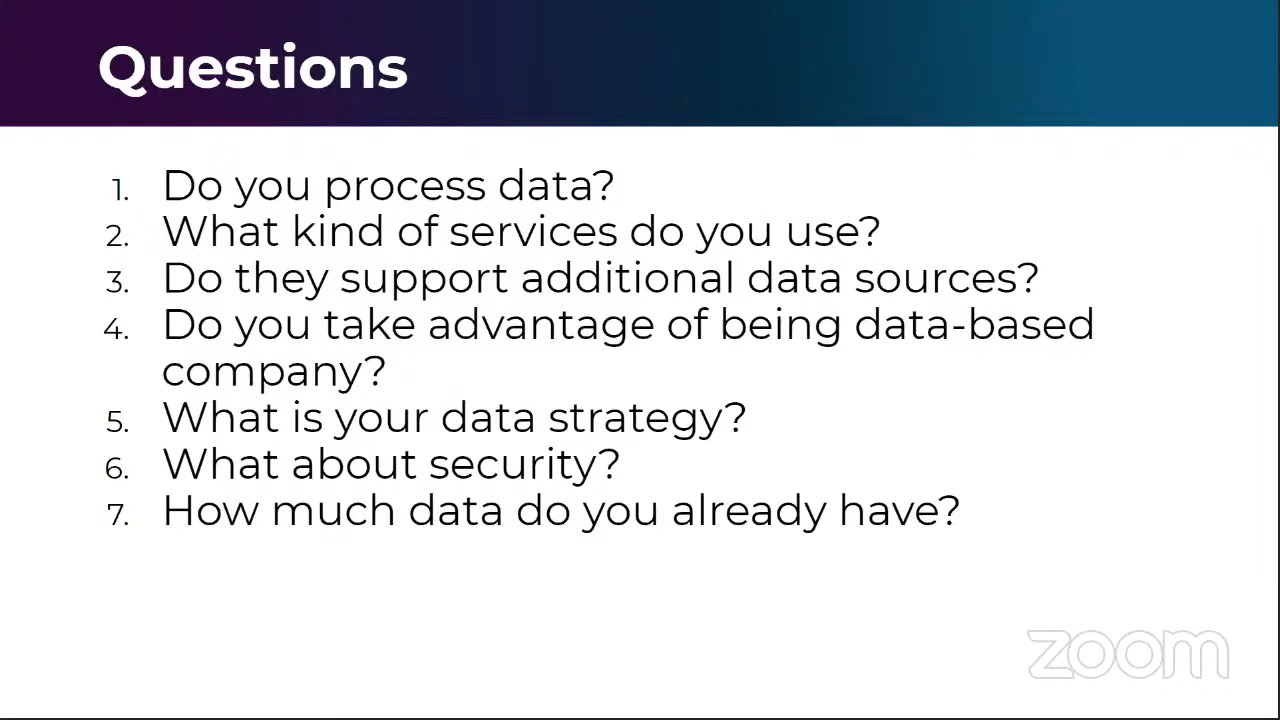 Questions
1. Do you process data?
2. What kind of services do you use?
3. Do they support additional data sources?
4. Do you take advantage of being data-based
company?
5. What is your data strategy?
6. What about security?
7. How much data do you already have?
zoom